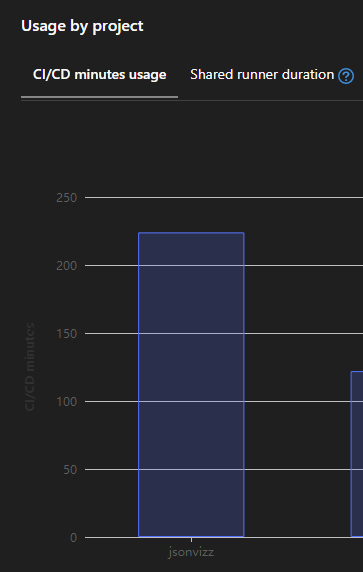 Usage by project
CI/CD minutes usage Shared runner duration ?
250
200
150
100
50
0
CI/CD minutes
jsonvizz